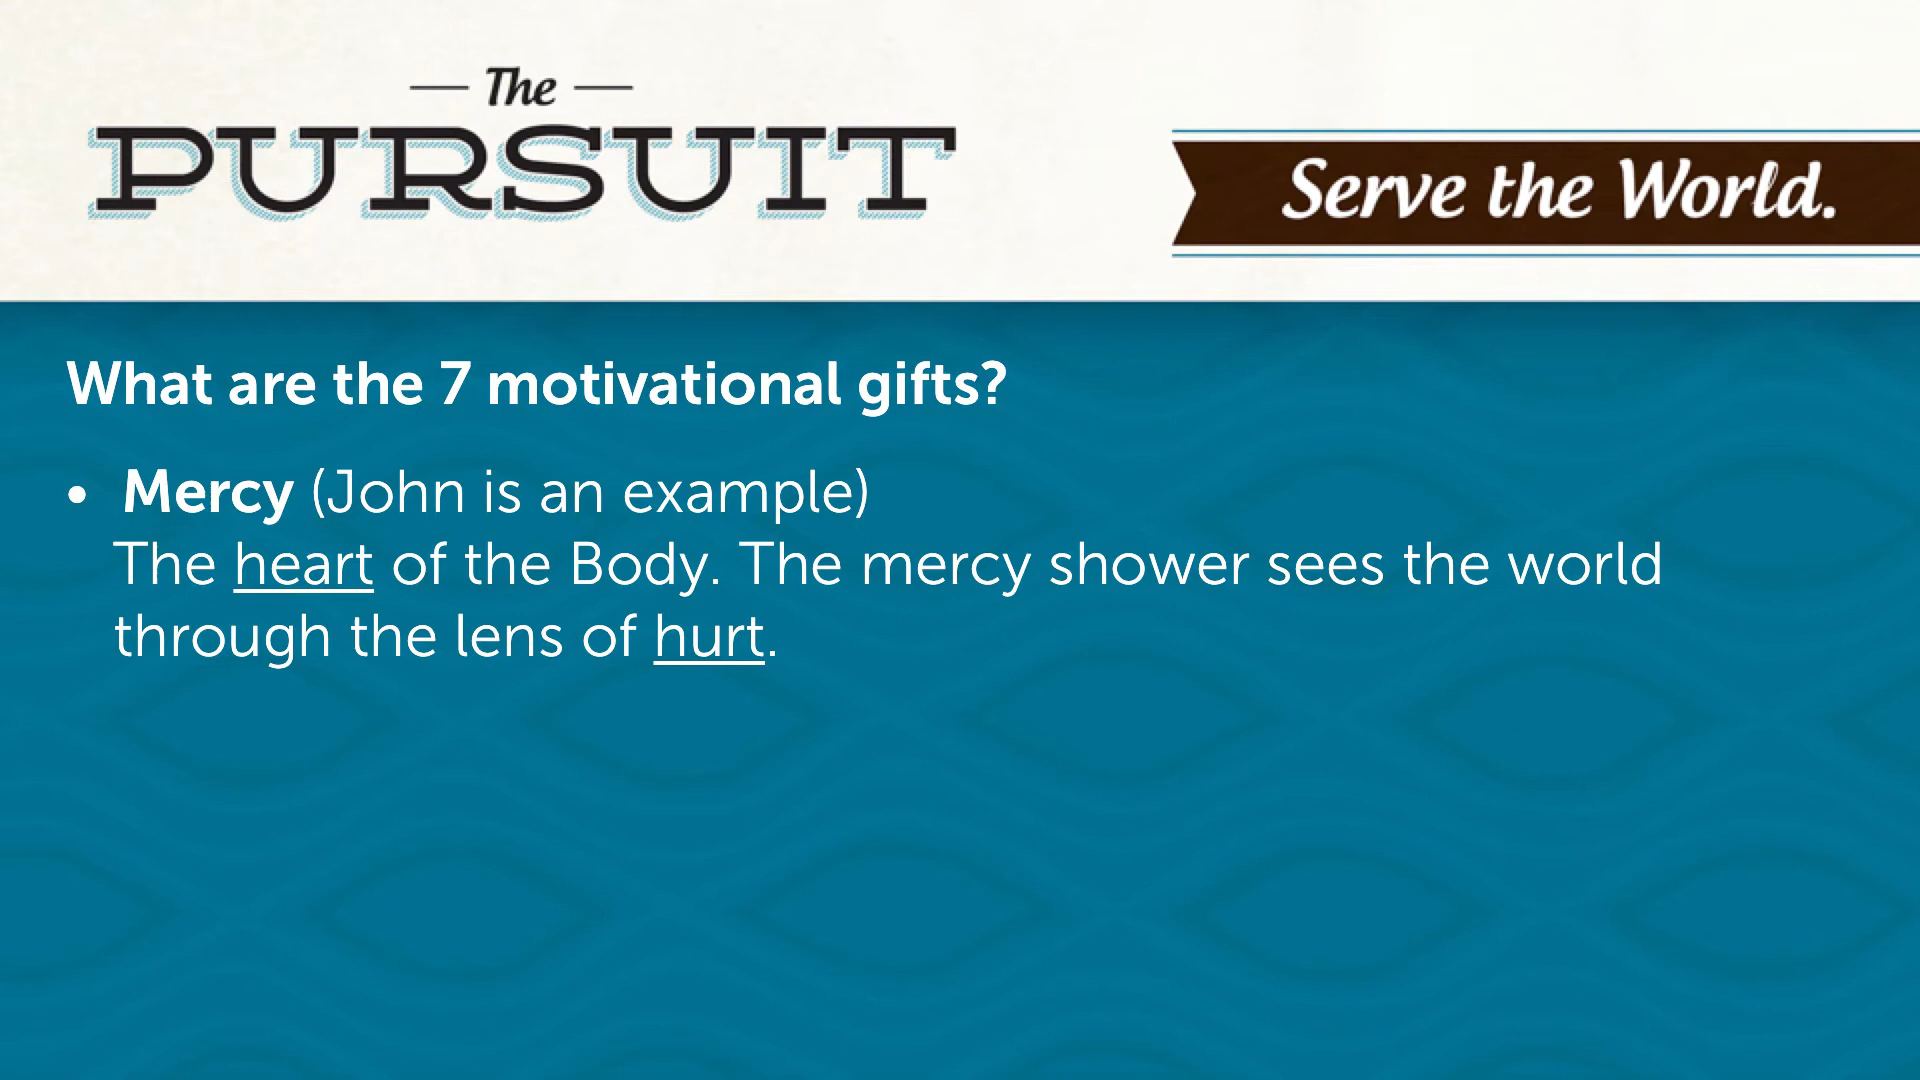 The
PURSUIT
Serve the World.
What are the 7 motivational gifts?
• Mercy (John is an example)
The heart of the Body. The mercy shower sees the world
through the lens of hurt.